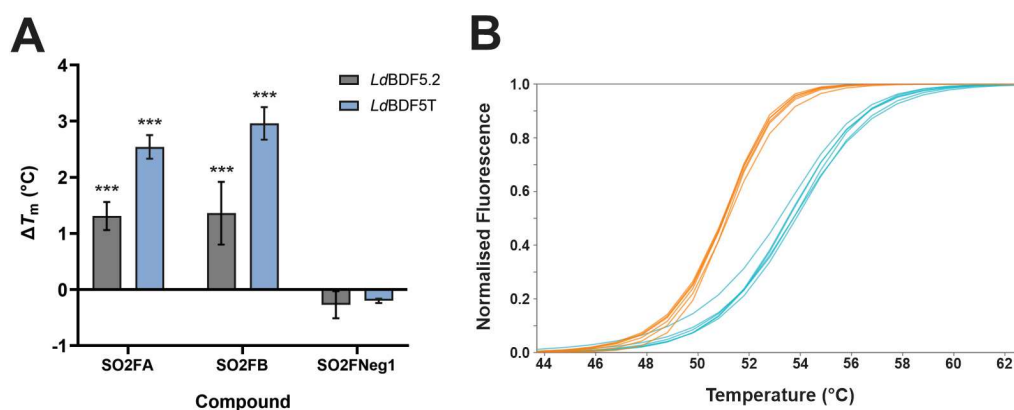 A
ΔTm (°C)
4
3
2
1
0
-1
***
***
***
***
LdBDF5.2
LdBDF5T
SO2FA
SO2FB
SO2FNeg1
Compound
B
Normalised Fluorescence
1.0
0.8
0.6
0.4
0.2
0.0
44 46 48 50 52 54 56 58 60 62
Temperature (°C)